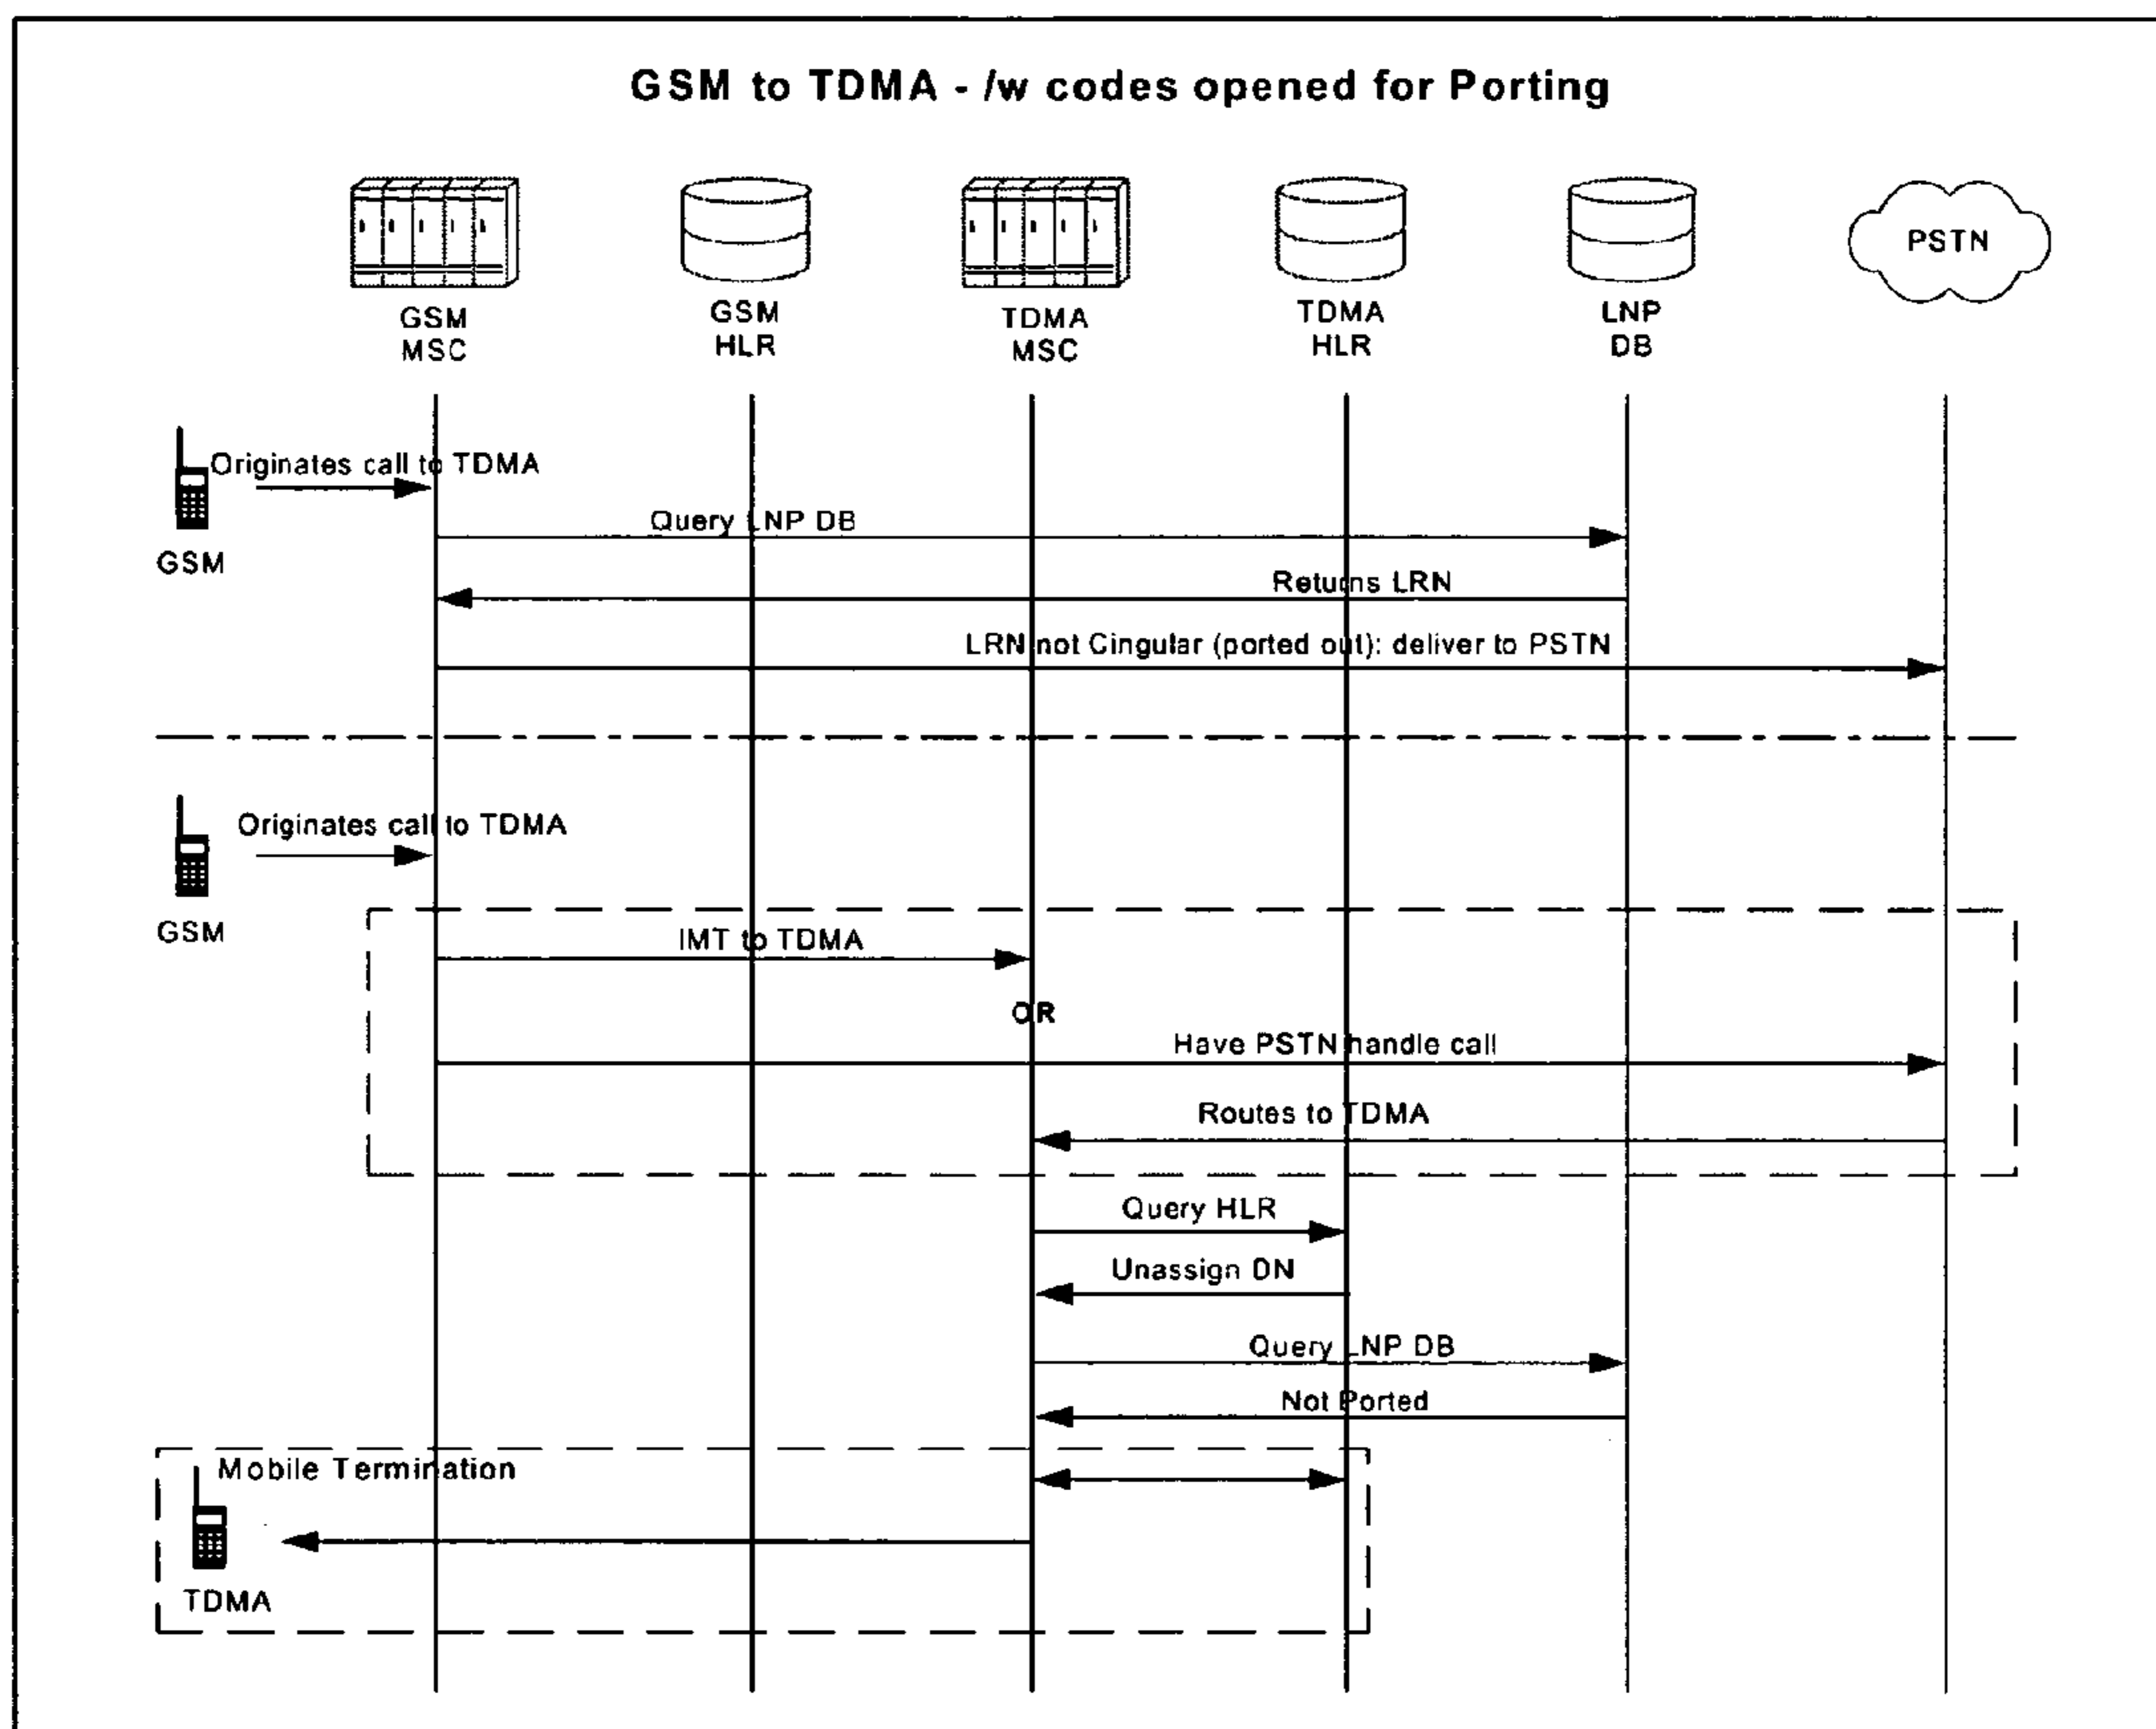 GSM to TDMA - /w codes opened for Porting
PSTN
GSM
MSC
GSM
HLR
TDMA
MSC
TDMA
HLR
LNP
DB
Originates call to TDMA
GSM
Query LNP DB
Returns LRN
LRN not Cingular (ported out): deliver to PSTN
Originates call to TDMA
GSM
IMT to TDMA
OR
Have PSTN handle call
Routes to TDMA
Query HLR
Unassign DN
Query LNP DB
Not Ported
Mobile Termination
TDMA